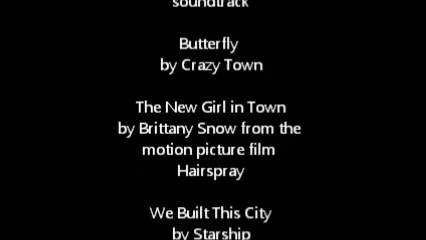 soundtrack
Butterfly
by Crazy Town
The New Girl in Town
by Brittany Snow from the
motion picture film
Hairspray
We Built This City
by Starship